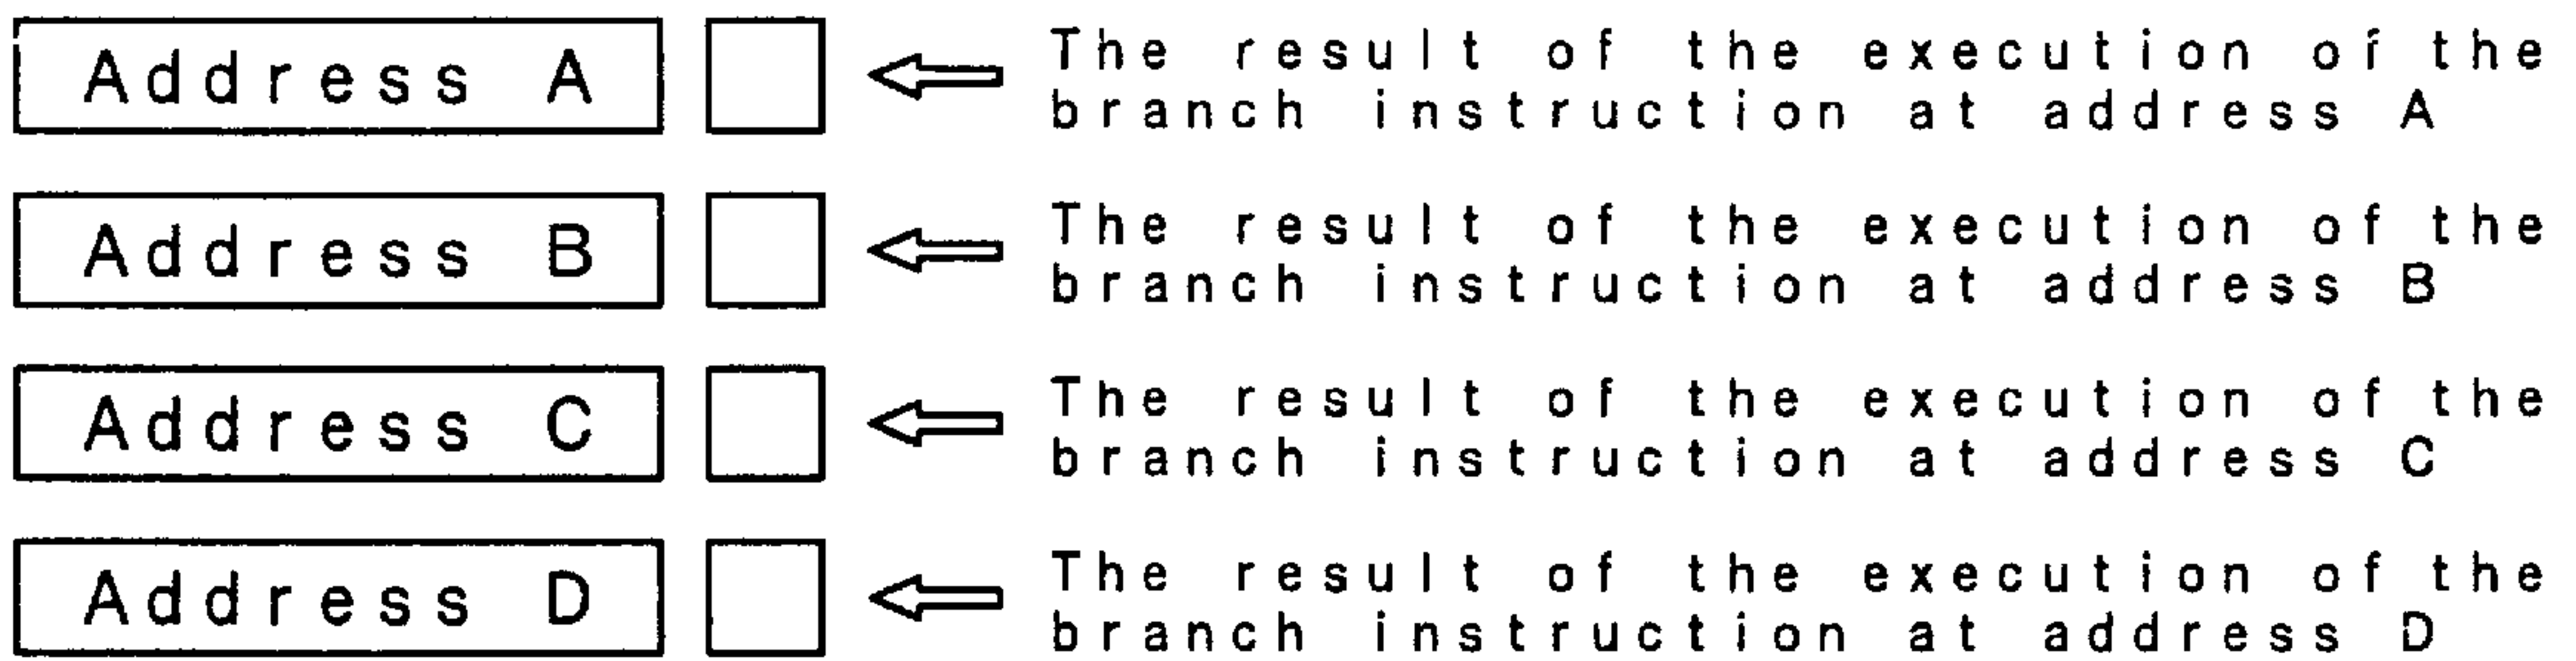 Address A
The result of the execution of the
branch instruction at address A
Address B
The result of the execution of the
branch instruction at address B
Address C
The result of the execution of the
branch instruction at address C
Address D
The result of the execution of the
branch instruction at address D